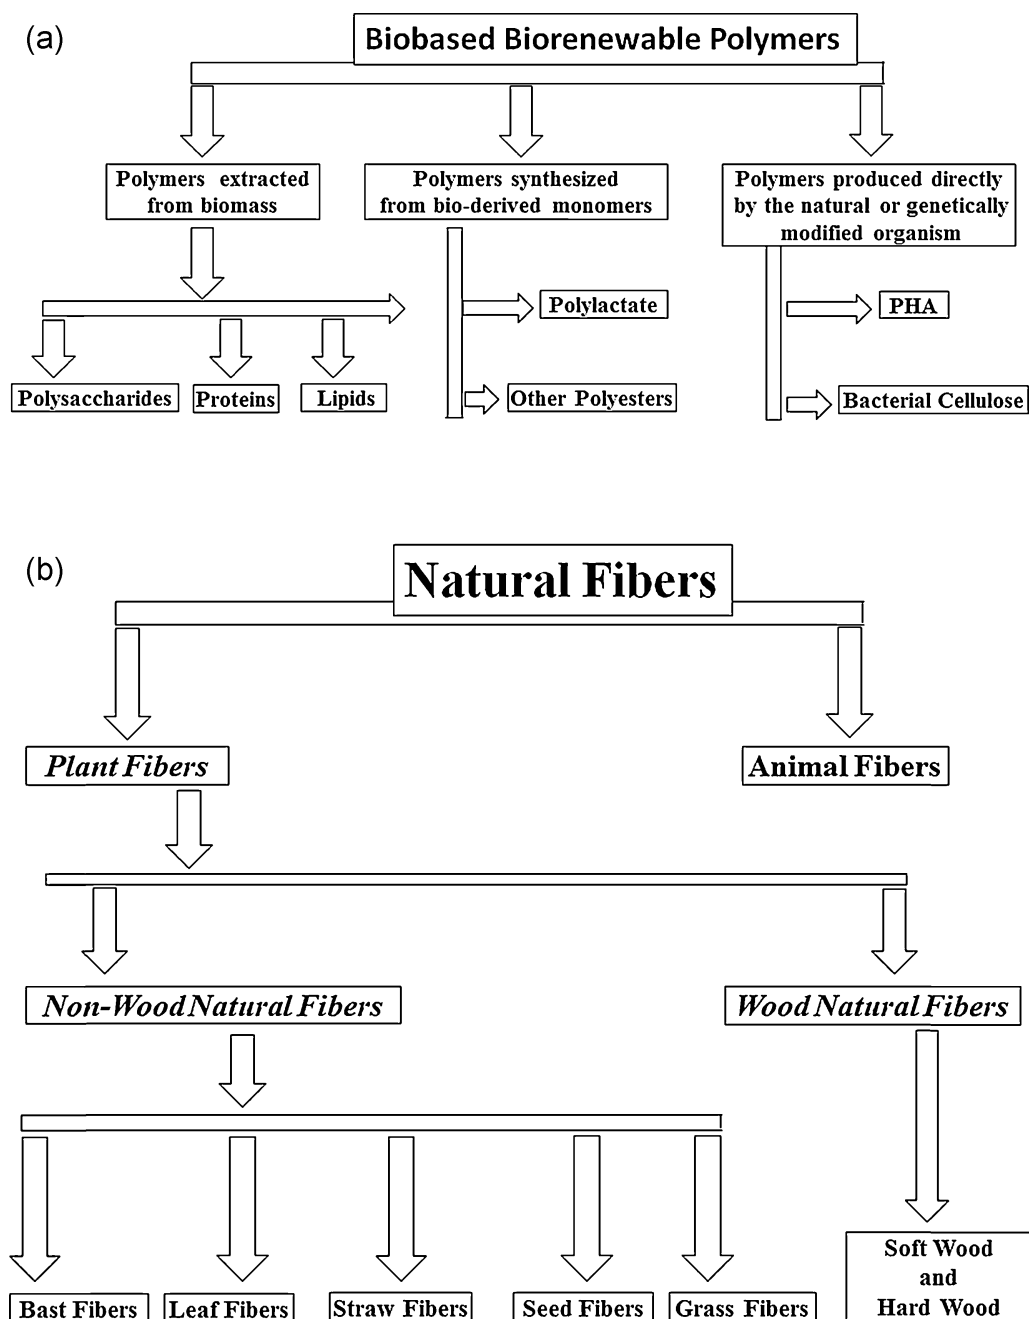 (a)
Biobased Biorenewable Polymers
Polymers extracted
from biomass
Polymers synthesized
from bio-derived monomers
Polymers produced directly
by the natural or genetically
modified organism
Polylactate
PHA
Polysaccharides
Proteins
Lipids
Other Polyesters
Bacterial Cellulose
(b)
Natural Fibers
Plant Fibers
Animal Fibers
Non-Wood Natural Fibers
Wood Natural Fibers
Bast Fibers
Leaf Fibers
Straw Fibers
Seed Fibers
Grass Fibers
Soft Wood
and
Hard Wood